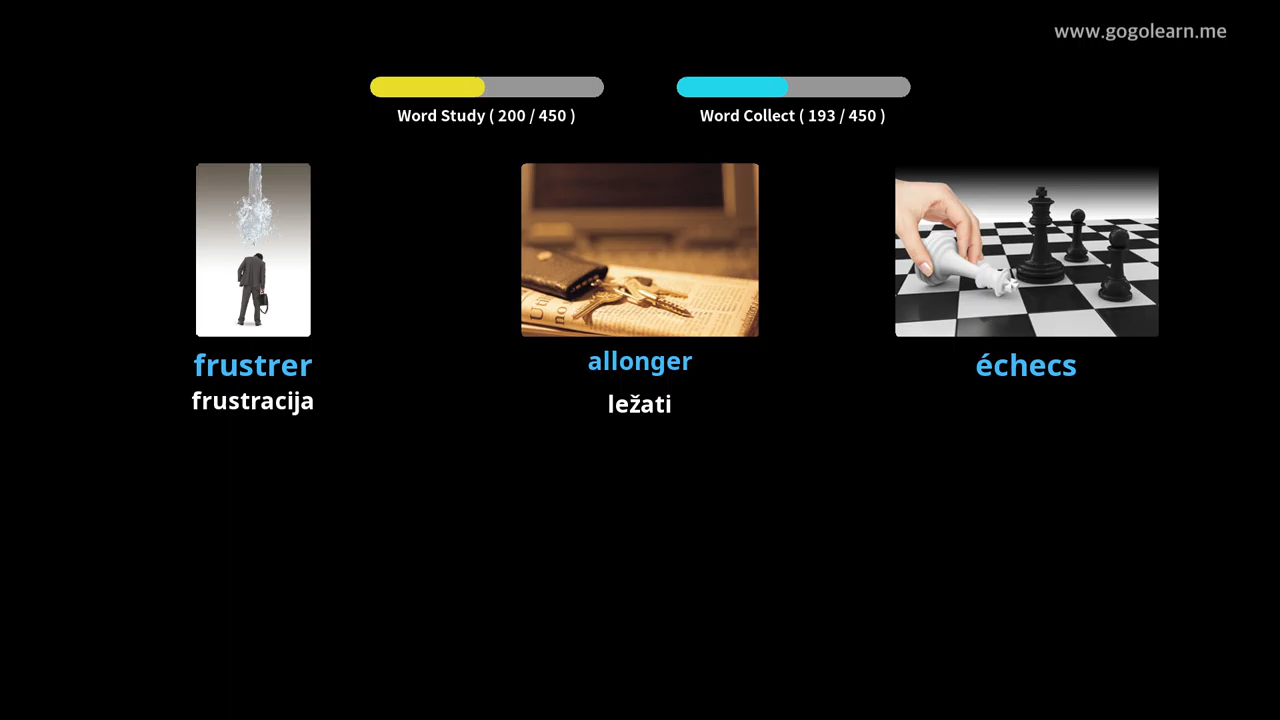 www.gogolearn.me
Word Study ( 200 / 450 )
Word Collect ( 193 / 450 )
frustrer
frustracija
allonger
ležati
échecs